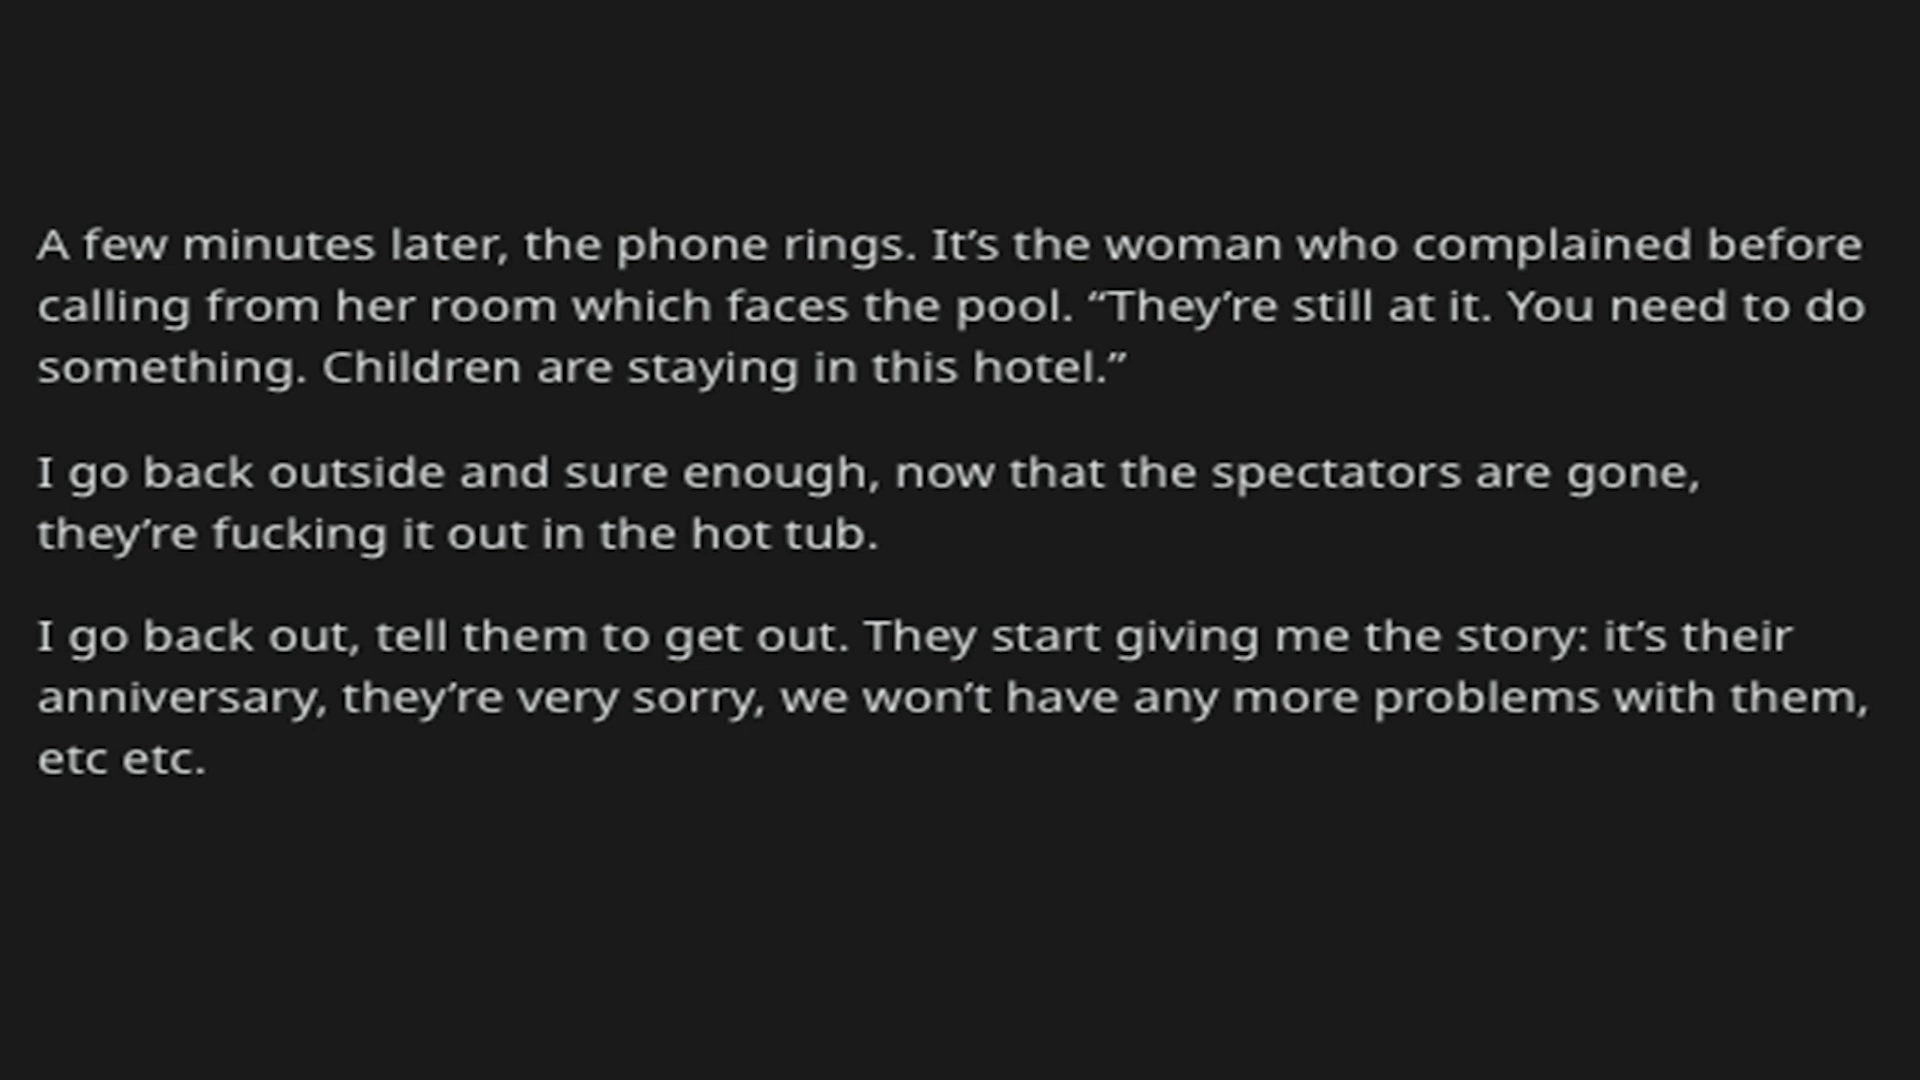 A few minutes later, the phone rings. It’s the woman who complained before
calling from her room which faces the pool. “They’re still at it. You need to do
something. Children are staying in this hotel.”
I go back outside and sure enough, now that the spectators are gone,
they’re fucking it out in the hot tub.
I go back out, tell them to get out. They start giving me the story: it’s their
anniversary, they’re very sorry, we won’t have any more problems with them,
etc etc.